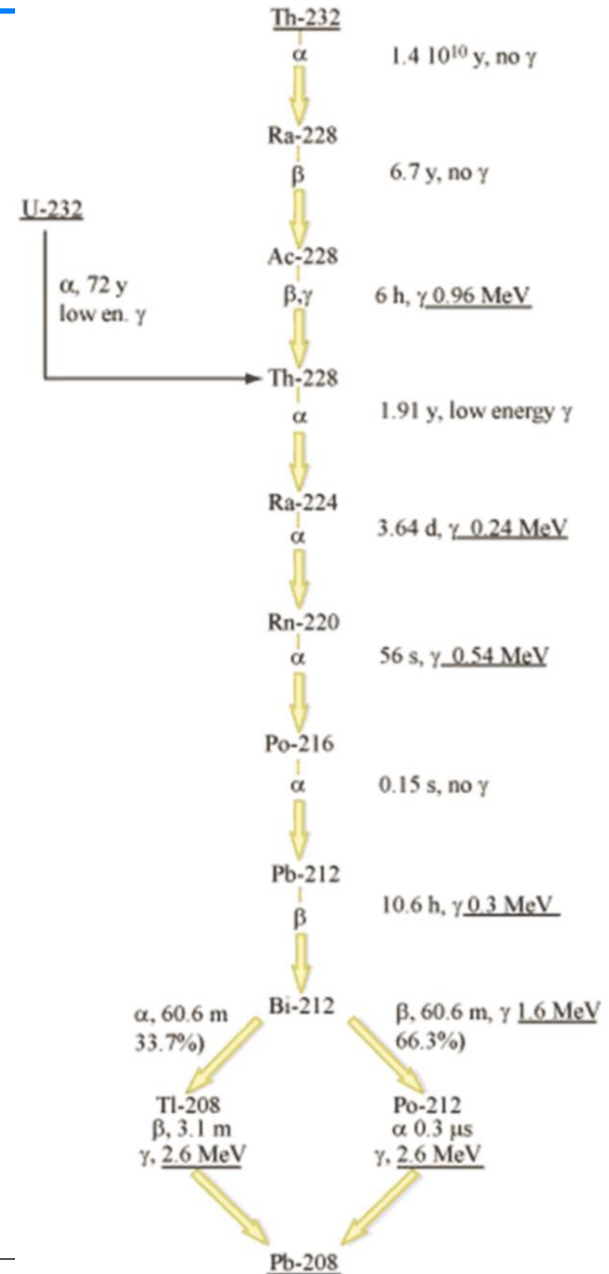 Th-232
α
1.4 10¹⁰ y, no γ
Ra-228
β
6.7 y, no γ
U-232
α, 72 y
low en. γ
Ac-228
β,γ
6 h, γ 0.96 MeV
Th-228
α
1.91 y, low energy γ
Ra-224
α
3.64 d, γ 0.24 MeV
Rn-220
α
56 s, γ 0.54 MeV
Po-216
α
0.15 s, no γ
Pb-212
β
10.6 h, γ 0.3 MeV
Bi-212
α, 60.6 m
33.7%)
β, 60.6 m, γ 1.6 MeV
66.3%)
Tl-208
β, 3.1 m
γ, 2.6 MeV
Po-212
α 0.3 μs
γ, 2.6 MeV
Pb-208